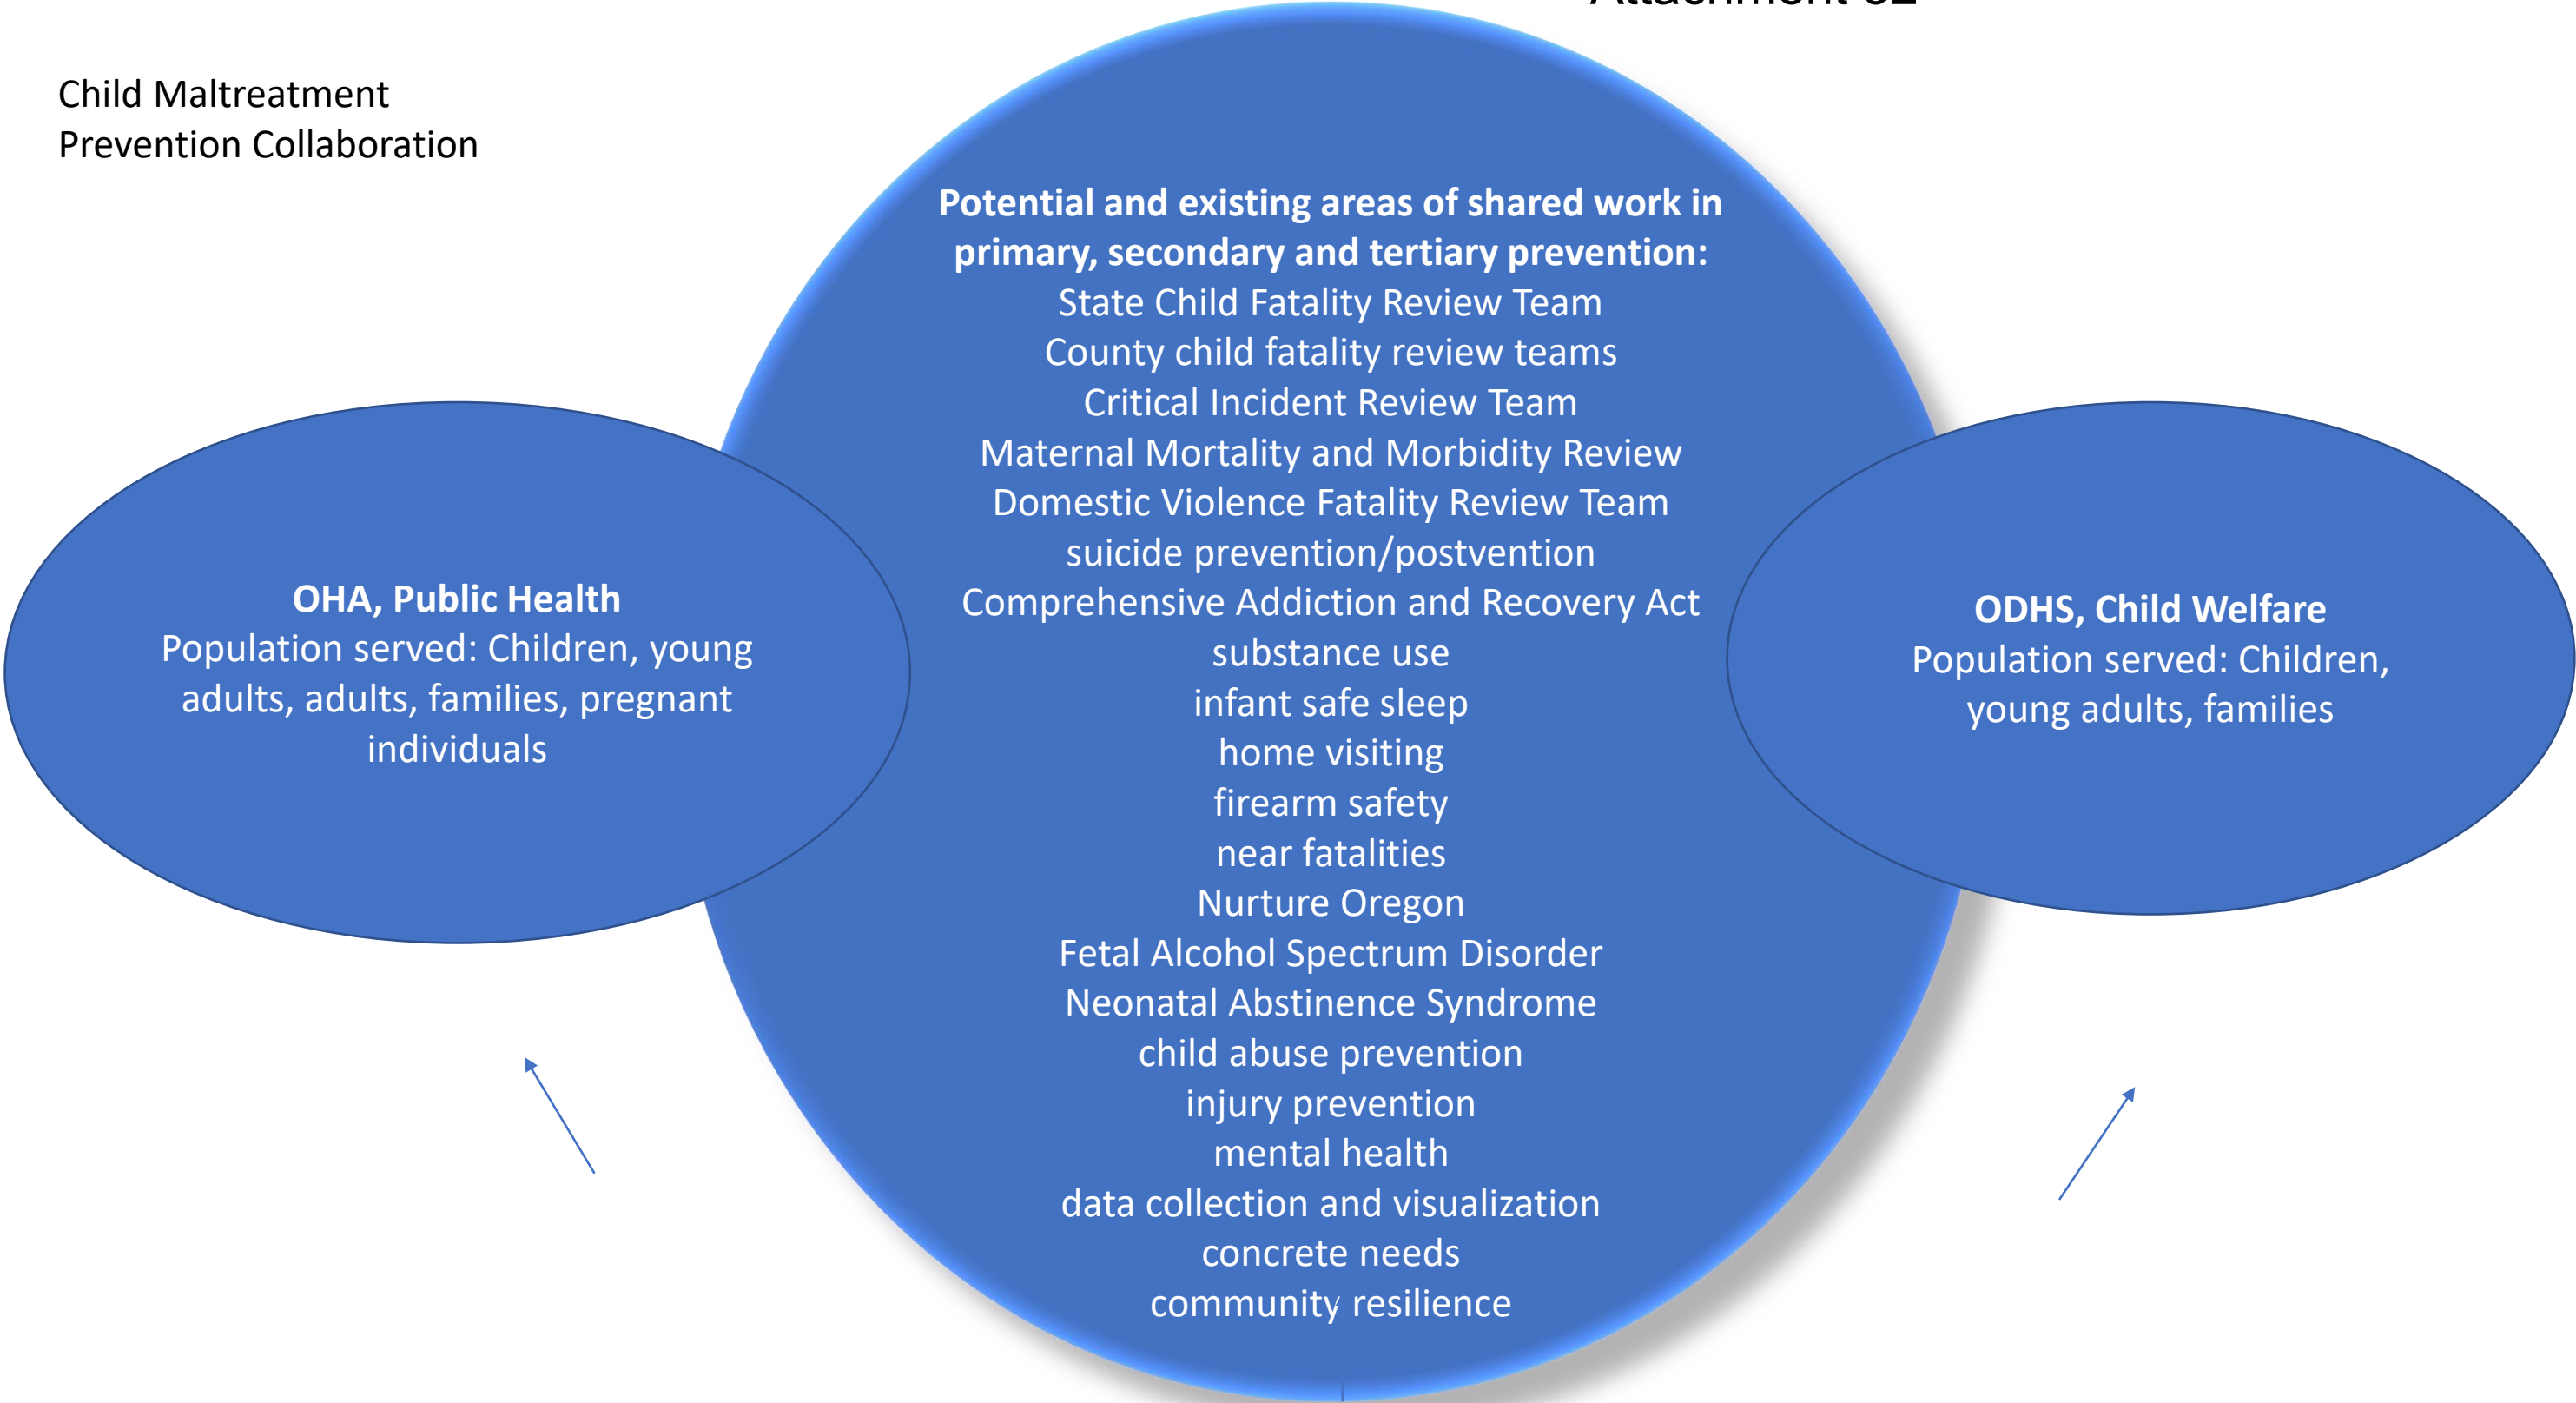 Child Maltreatment
Prevention Collaboration
Potential and existing areas of shared work in
primary, secondary and tertiary prevention:
State Child Fatality Review Team
County child fatality review teams
Critical Incident Review Team
Maternal Mortality and Morbidity Review
Domestic Violence Fatality Review Team
suicide prevention/postvention
Comprehensive Addiction and Recovery Act
substance use
infant safe sleep
home visiting
firearm safety
near fatalities
Nurture Oregon
Fetal Alcohol Spectrum Disorder
Neonatal Abstinence Syndrome
child abuse prevention
injury prevention
mental health
data collection and visualization
concrete needs
community resilience
OHA, Public Health
Population served: Children, young
adults, adults, families, pregnant
individuals
ODHS, Child Welfare
Population served: Children,
young adults, families